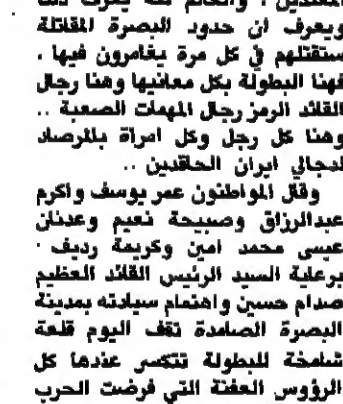 ويعرف ان حدود البصرة المقاتلة
ستقتلهم في كل مرة يغامرون فيها .
فهنا البطولة بكل معانيها وهنا رجال
القائد الرمز رجال المهمات الصعبة ..
وهنا كل رجل وكل امراة بالمرصاد
لدجالي ايران الحاقدين ..
وقال المواطنون عمر يوسف واكرم
عبدالرزاق وصبيحة نعيم وعدنان
عيسى محمد امين وكريمة رديف :
برعاية السيد الرئيس القائد العظيم
صدام حسين واهتمام سيادته بمدينة
البصرة الصامدة تقف اليوم قلعة
شامخة للبطولة تتكسر عندها كل
الرؤوس العفنة التي فرضت الحرب